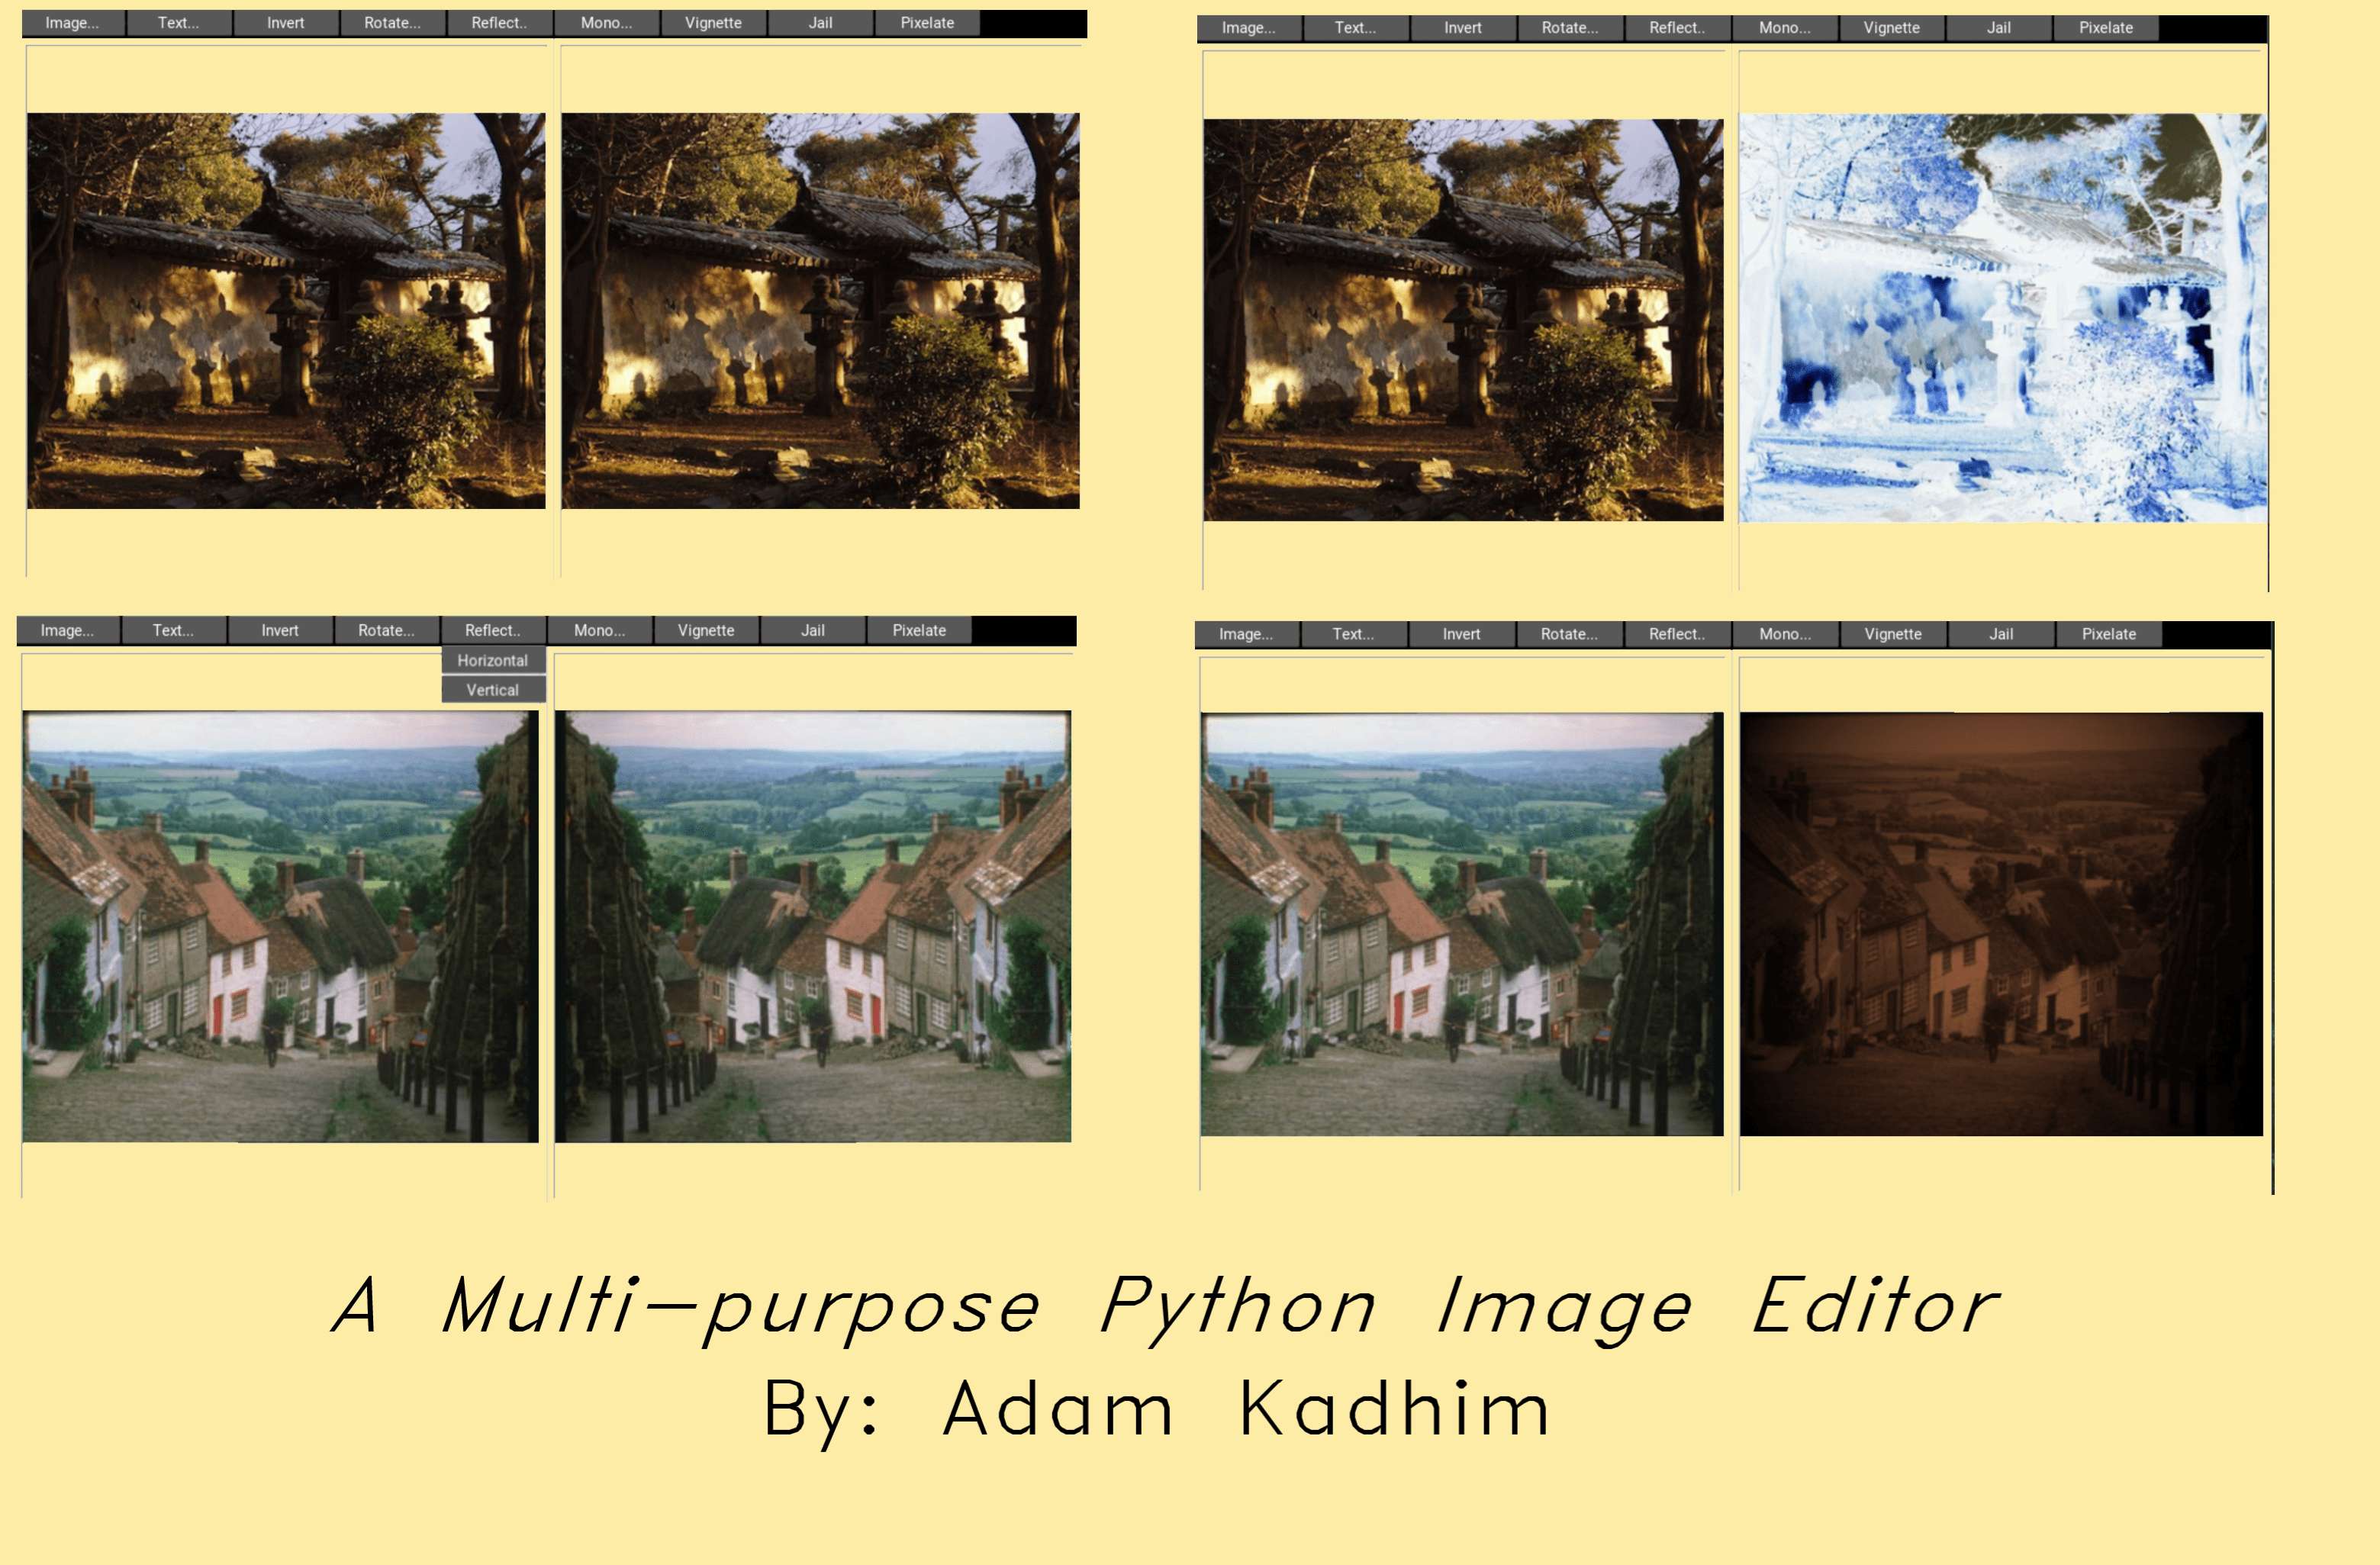 Image... Text... Invert Rotate... Reflect.. Mono... Vignette Jail Pixelate
Image... Text... Invert Rotate... Reflect.. Mono... Vignette Jail Pixelate
Image... Text... Invert Rotate... Reflect.. Mono... Vignette Jail Pixelate
Horizontal
Vertical
Image... Text... Invert Rotate... Reflect.. Mono... Vignette Jail Pixelate
A Multi-purpose Python Image Editor
By: Adam Kadhim